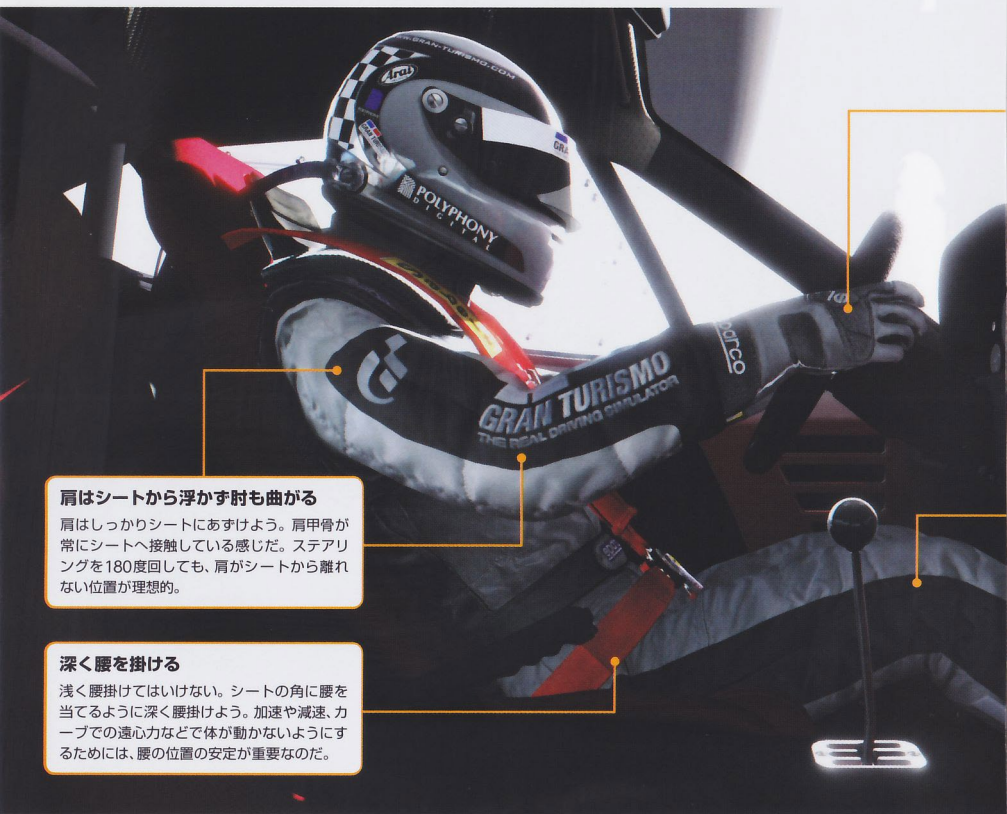 WWW.GRAN-TURISMO.COM
Arai
GRAN TURISMO
GR
POLYPHONY
DIGITAL
GRAN TURISMO
THE REAL DRIVING SIMULATOR
sparco
肩はシートから浮かず肘も曲がる
肩はしっかりシートにあずけよう。肩甲骨が
常にシートへ接触している感じだ。ステアリ
ングを180度回しても、肩がシートから離れ
ない位置が理想的。
深く腰を掛ける
浅く腰掛けてはいけない。シートの角に腰を
当てるように深く腰掛けよう。加速や減速、カ
ーブでの遠心力などで体が動かないようにす
るためには、腰の位置の安定が重要なのだ。